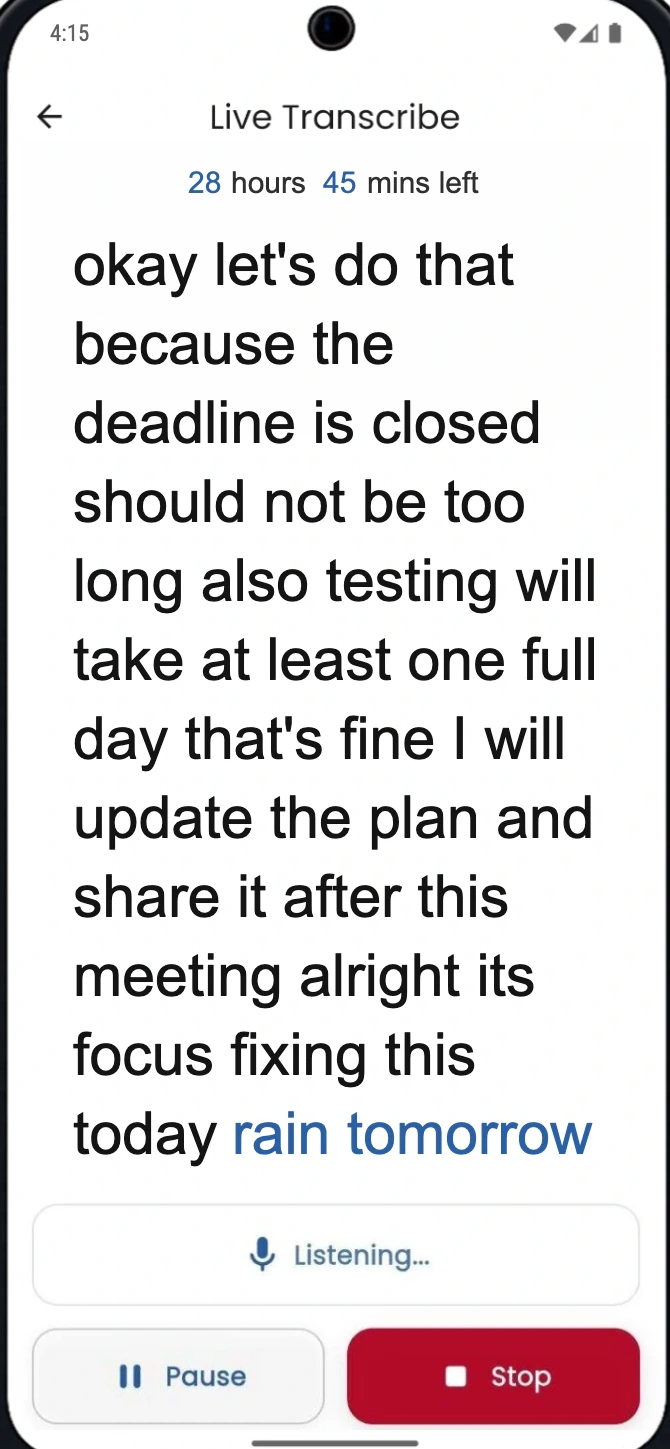 4:15
Live Transcribe
28 hours 45 mins left
okay let's do that
because the
deadline is closed
should not be too
long also testing will
take at least one full
day that's fine I will
update the plan and
share it after this
meeting alright its
focus fixing this
today rain tomorrow
Listening...
Pause
Stop